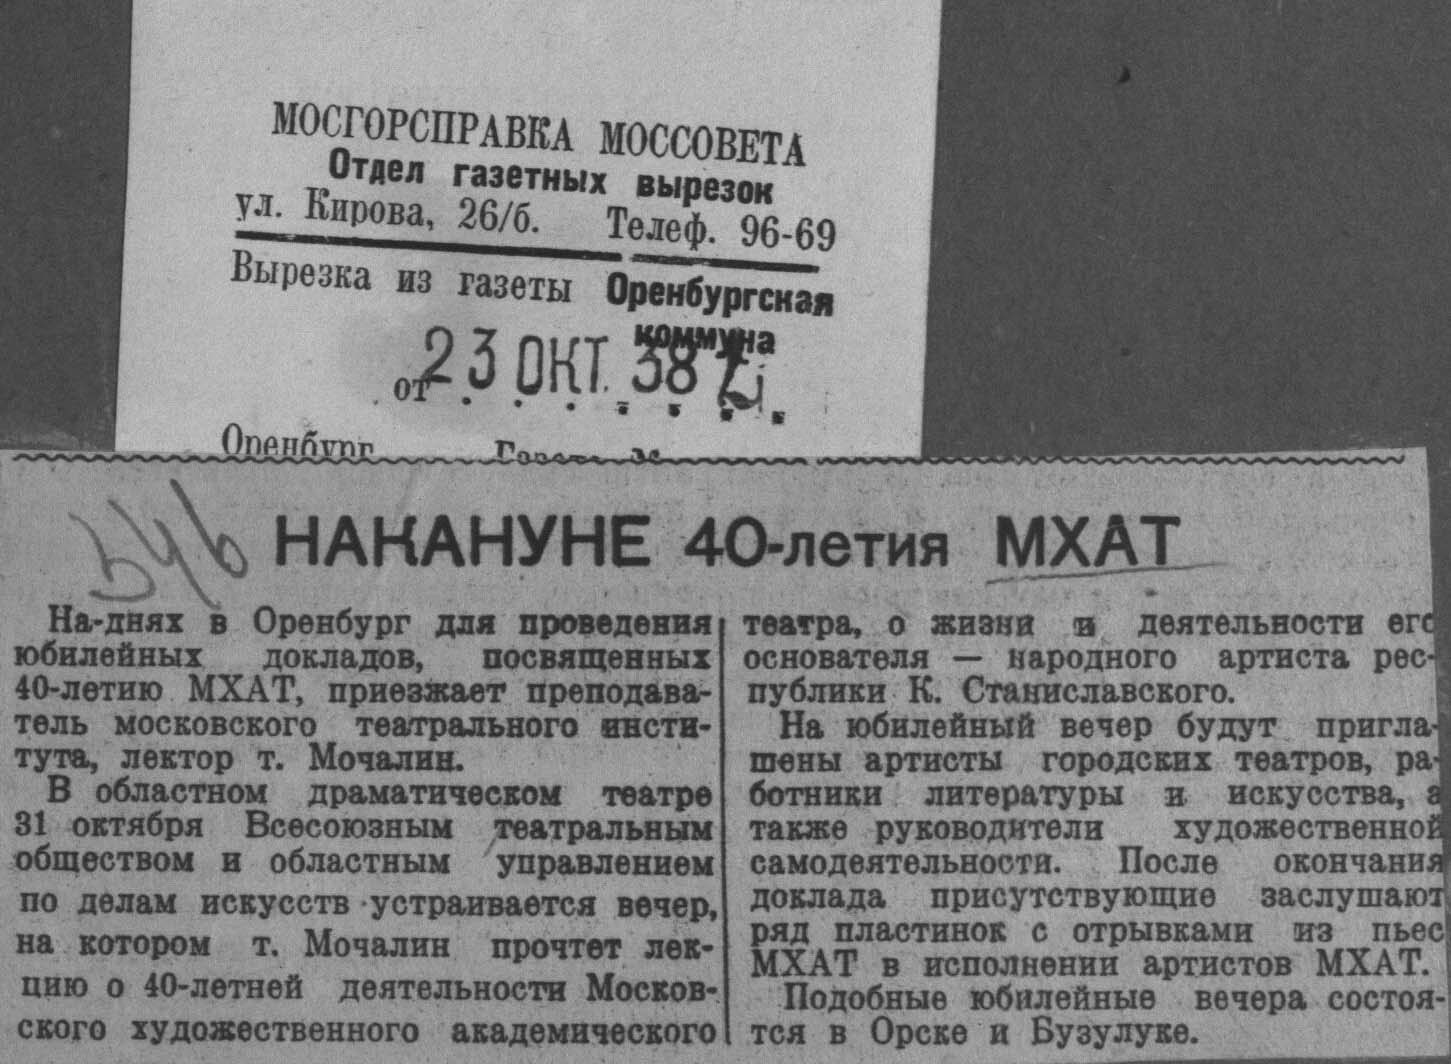 МОСГОРСПРАВКА МОССОВЕТА
Отдел газетных вырезок
ул. Кирова, 26/б. Телеф. 96-69
Вырезка из газеты Оренбургская
коммуна
от 23 ОКТ. 38
Оренбург
546
НАКАНУНЕ 40-летия МХАТ
На-днях в Оренбург для проведения
юбилейных докладов, посвященных
40-летию МХАТ, приезжает преподава-
тель московского театрального инсти-
тута, лектор т. Мочалин.
В областном драматическом театре
31 октября Всесоюзным театральным
обществом и областным управлением
по делам искусств устраивается вечер,
на котором т. Мочалин прочтет лек-
цию о 40-летней деятельности Москов-
ского художественного академического
театра, о жизни и деятельности его
основателя — народного артиста рес-
публики К. Станиславского.
На юбилейный вечер будут пригла-
шены артисты городских театров, ра-
ботники литературы и искусства, а
также руководители художественной
самодеятельности. После окончания
доклада присутствующие заслушают
ряд пластинок с отрывками из пьес
МХАТ в исполнении артистов МХАТ.
Подобные юбилейные вечера состоя-
тся в Орске и Бузулуке.